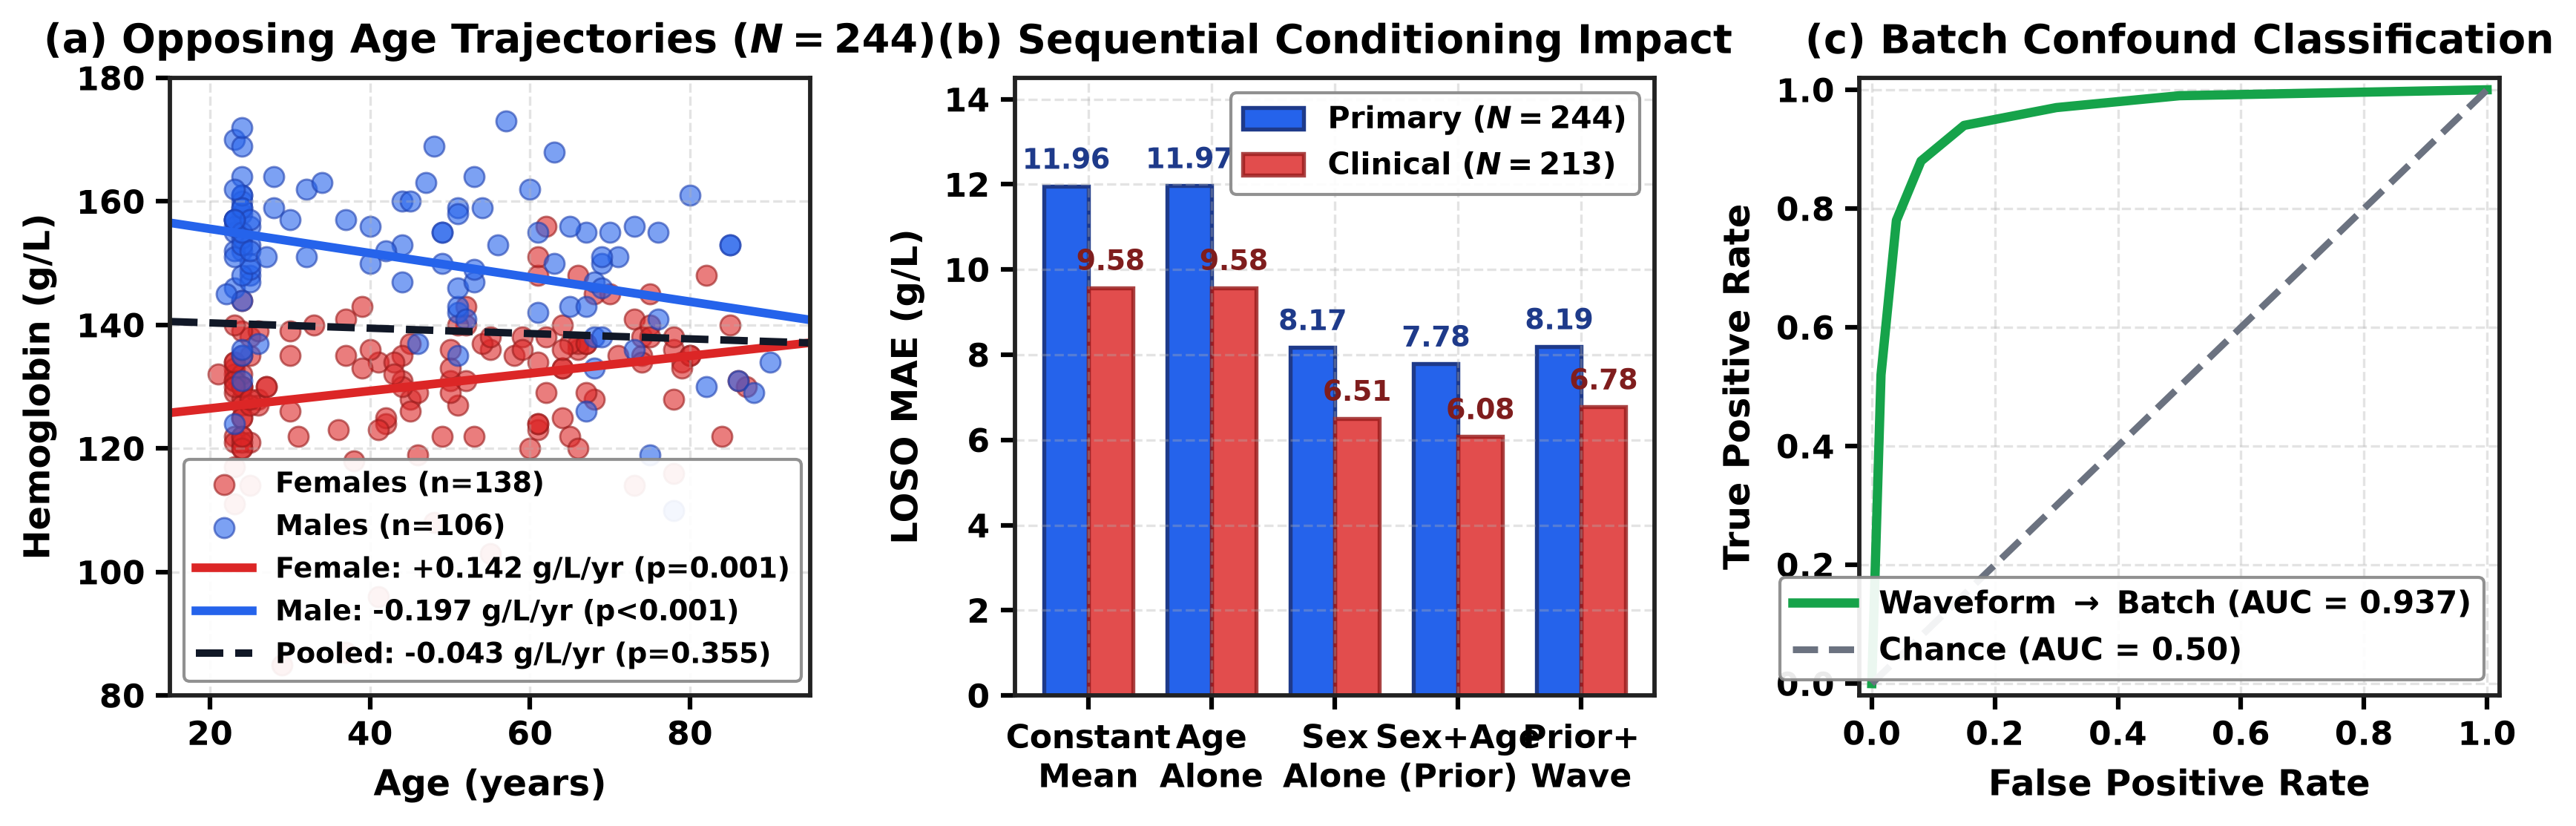 (a) Opposing Age Trajectories (N = 244)
180
160
140
120
100
80
Hemoglobin (g/L)
Females (n=138)
Males (n=106)
Female: +0.142 g/L/yr (p=0.001)
Male: -0.197 g/L/yr (p<0.001)
Pooled: -0.043 g/L/yr (p=0.355)
20 40 60 80
Age (years)
(b) Sequential Conditioning Impact
14
12
10
8
6
4
2
0
LOSO MAE (g/L)
Primary (N = 244)
Clinical (N = 213)
11.96 11.97
9.58 9.58
8.17 7.78 8.19
6.51 6.08 6.78
Constant Mean
Age Alone
Sex Alone
Sex+Age (Prior)
Prior+ Wave
(c) Batch Confound Classification
1.0
0.8
0.6
0.4
0.2
0.0
True Positive Rate
Waveform → Batch (AUC = 0.937)
Chance (AUC = 0.50)
0.0 0.2 0.4 0.6 0.8 1.0
False Positive Rate